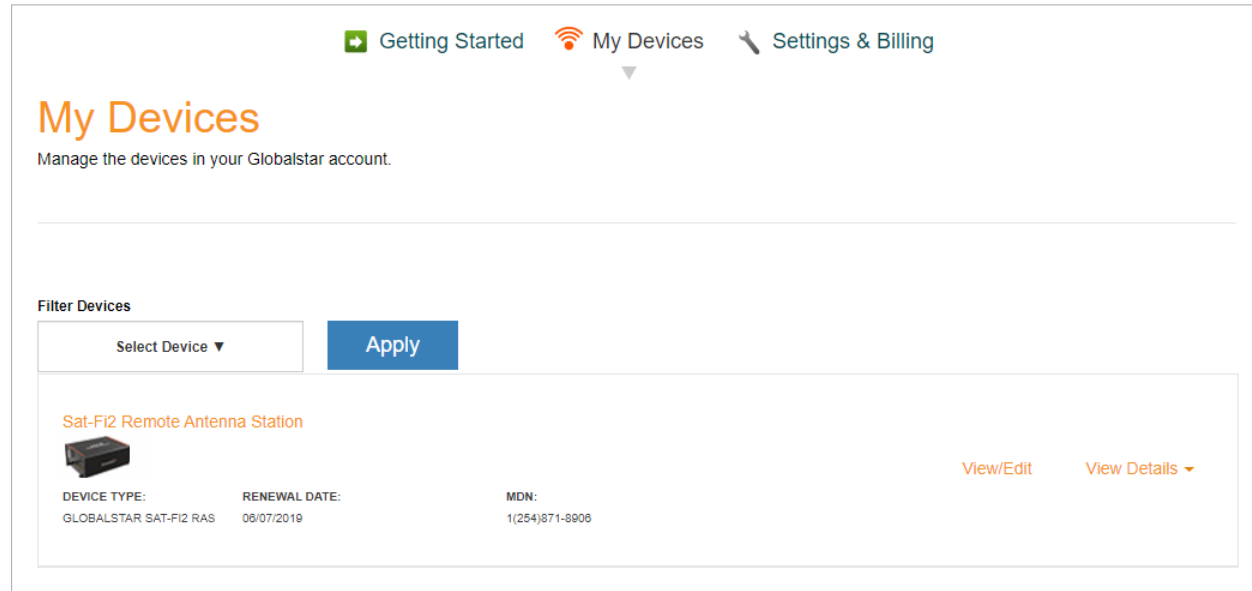 Getting Started My Devices Settings & Billing
My Devices
Manage the devices in your Globalstar account.
Filter Devices
Select Device ▼ Apply
Sat-Fi2 Remote Antenna Station
View/Edit View Details
DEVICE TYPE: RENEWAL DATE: MDN:
GLOBALSTAR SAT-FI2 RAS 06/07/2019 1(254)871-8906